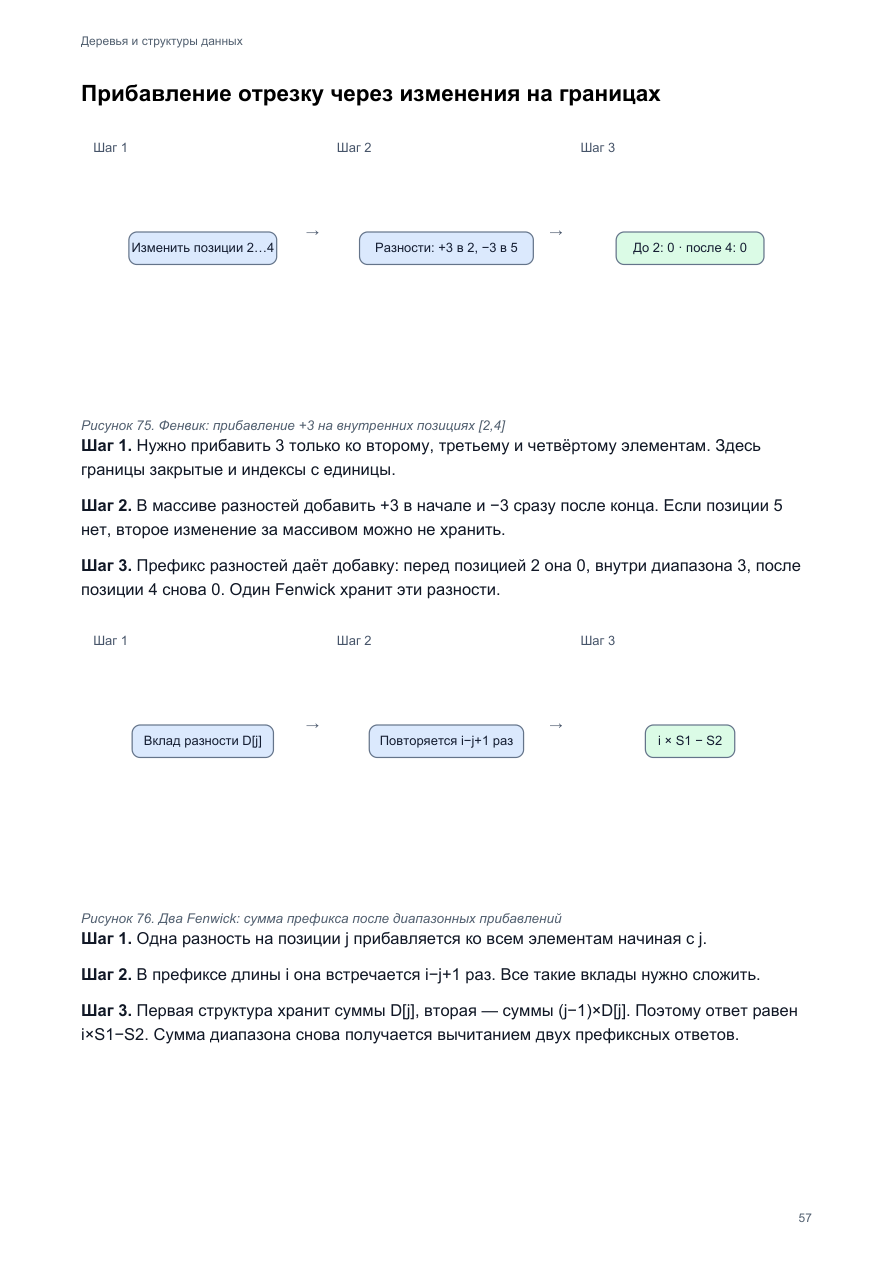 Деревья и структуры данных
Прибавление отрезку через изменения на границах
Шаг 1
Шаг 2
Шаг 3
Изменить позиции 2…4
→
Разности: +3 в 2, −3 в 5
→
До 2: 0 · после 4: 0
Рисунок 75. Фенвик: прибавление +3 на внутренних позициях [2,4]
Шаг 1. Нужно прибавить 3 только ко второму, третьему и четвёртому элементам. Здесь
границы закрытые и индексы с единицы.
Шаг 2. В массиве разностей добавить +3 в начале и −3 сразу после конца. Если позиции 5
нет, второе изменение за массивом можно не хранить.
Шаг 3. Префикс разностей даёт добавку: перед позицией 2 она 0, внутри диапазона 3, после
позиции 4 снова 0. Один Fenwick хранит эти разности.
Шаг 1
Шаг 2
Шаг 3
Вклад разности D[j]
→
Повторяется i−j+1 раз
→
i × S1 − S2
Рисунок 76. Два Fenwick: сумма префикса после диапазонных прибавлений
Шаг 1. Одна разность на позиции j прибавляется ко всем элементам начиная с j.
Шаг 2. В префиксе длины i она встречается i−j+1 раз. Все такие вклады нужно сложить.
Шаг 3. Первая структура хранит суммы D[j], вторая — суммы (j−1)×D[j]. Поэтому ответ равен
i×S1−S2. Сумма диапазона снова получается вычитанием двух префиксных ответов.
57